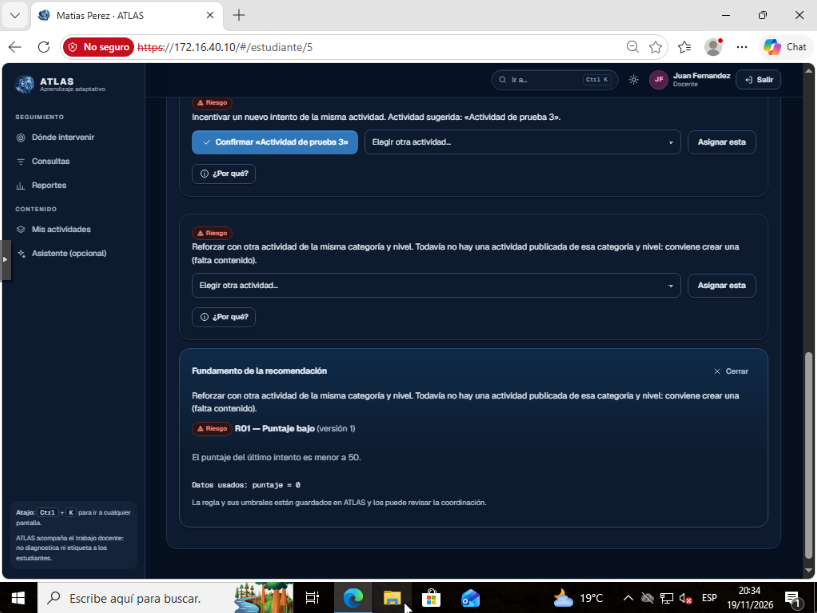 Matias Perez · ATLAS
No seguro
https://172.16.40.10/#/estudiante/5
Chat
ATLAS
Aprendizaje adaptativo
Ir a...
Ctrl K
JF
Juan Fernandez
Docente
Salir
SEGUIMIENTO
Dónde intervenir
Consultas
Reportes
CONTENIDO
Mis actividades
Asistente (opcional)
Riesgo
Incentivar un nuevo intento de la misma actividad. Actividad sugerida: «Actividad de prueba 3».
Confirmar «Actividad de prueba 3»
Elegir otra actividad...
Asignar esta
¿Por qué?
Riesgo
Reforzar con otra actividad de la misma categoría y nivel. Todavía no hay una actividad publicada de esa categoría y nivel: conviene crear una
(falta contenido).
Elegir otra actividad...
Asignar esta
¿Por qué?
Fundamento de la recomendación
Cerrar
Reforzar con otra actividad de la misma categoría y nivel. Todavía no hay una actividad publicada de esa categoría y nivel: conviene crear una
(falta contenido).
Riesgo R01 — Puntaje bajo (versión 1)
El puntaje del último intento es menor a 50.
Datos usados: puntaje = 0
La regla y sus umbrales están guardados en ATLAS y los puede revisar la coordinación.
Atajo: Ctrl + K para ir a cualquier
pantalla.
ATLAS acompaña el trabajo docente:
no diagnostica ni etiqueta a los
estudiantes.
Escribe aquí para buscar.
19°C
ESP
20:34
19/11/2026
1